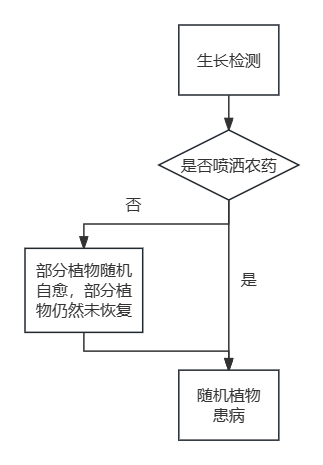 生长检测
是否喷洒农药
否
部分植物随机
自愈，部分植
物仍然未恢复
是
随机植物
患病